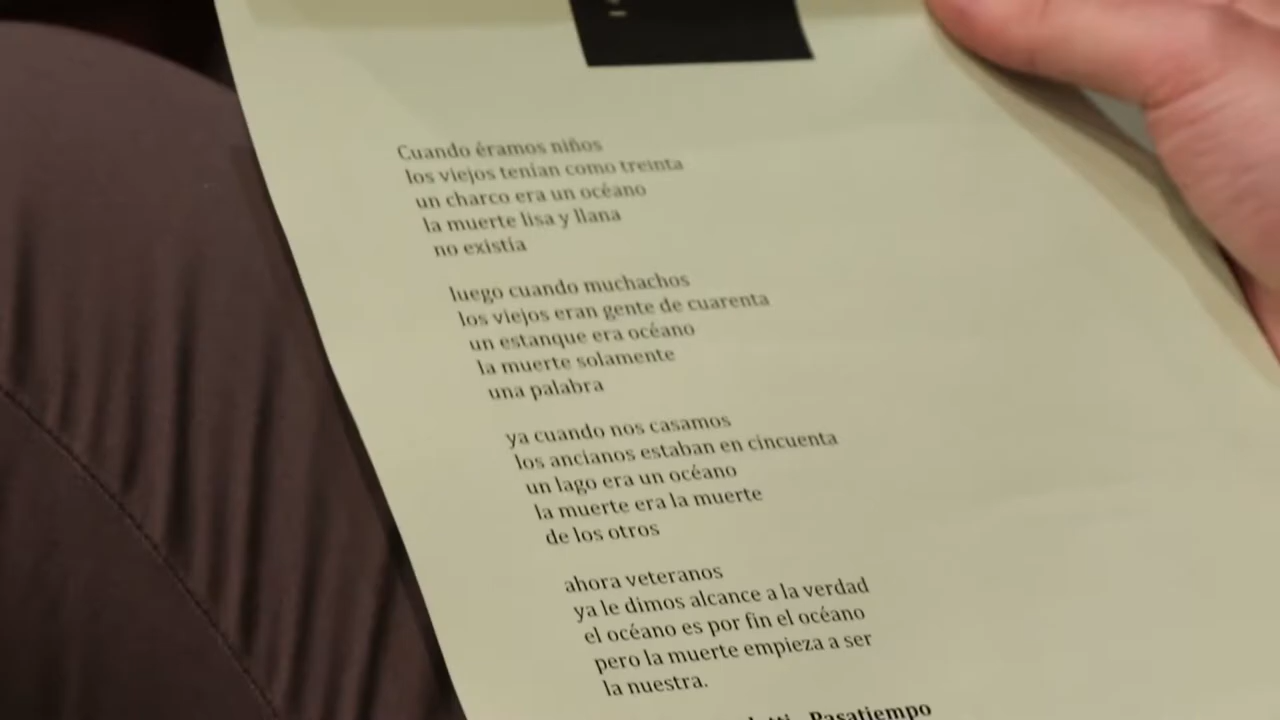 Cuando éramos niños
los viejos tenían como treinta
un charco era un océano
la muerte lisa y llana
no existía
luego cuando muchachos
los viejos eran gente de cuarenta
un estanque era océano
la muerte solamente
una palabra
ya cuando nos casamos
los ancianos estaban en cincuenta
un lago era un océano
la muerte era la muerte
de los otros
ahora veteranos
ya le dimos alcance a la verdad
el océano es por fin el océano
pero la muerte empieza a ser
la nuestra.
Pasatiempo